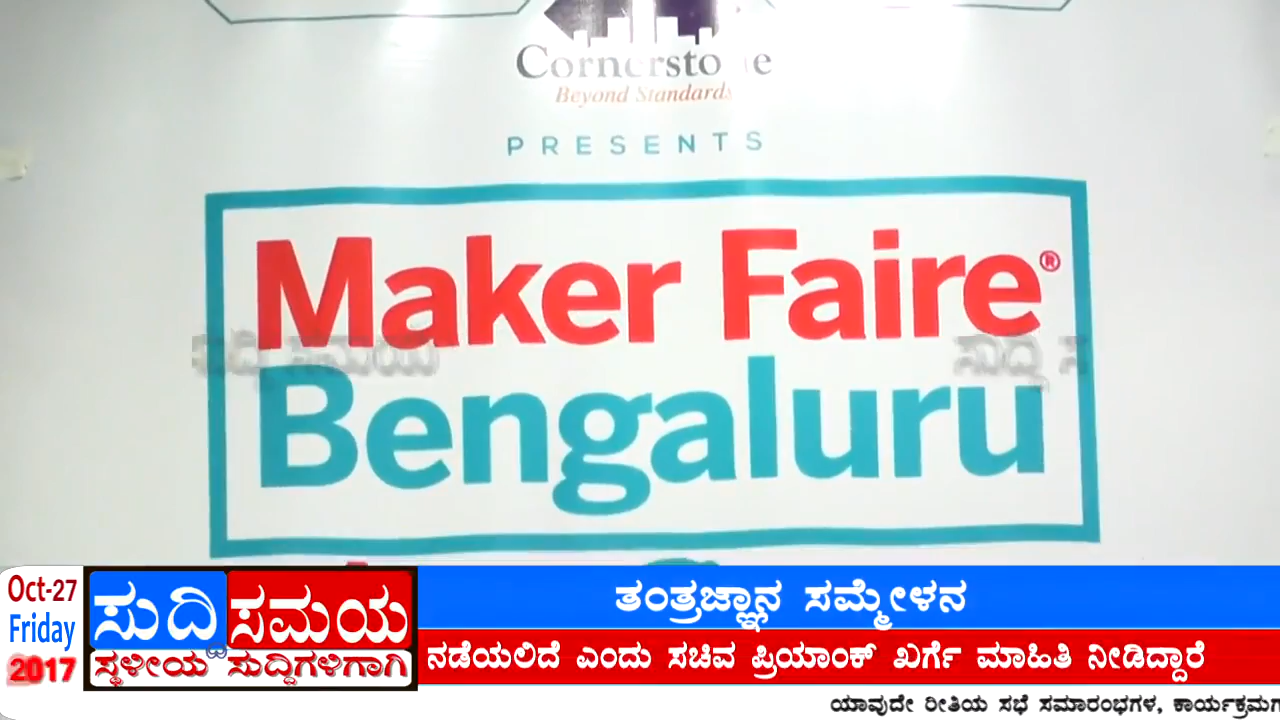 Cornerstone
Beyond Standards
PRESENTS
Maker Faire®
Bengaluru
ಸುದ್ದಿ ಸಮಯ
ಸುದ್ದಿ ಸ
Oct-27
Friday
2017
ಸುದ್ದಿ ಸಮಯ
ಸ್ಥಳೀಯ ಸುದ್ದಿಗಳಿಗಾಗಿ
ತಂತ್ರಜ್ಞಾನ ಸಮ್ಮೇಳನ
ನಡೆಯಲಿದೆ ಎಂದು ಸಚಿವ ಪ್ರಿಯಾಂಕ್ ಖರ್ಗೆ ಮಾಹಿತಿ ನೀಡಿದ್ದಾರೆ
ಯಾವುದೇ ರೀತಿಯ ಸಭೆ ಸಮಾರಂಭಗಳ, ಕಾರ್ಯಕ್ರಮಗ